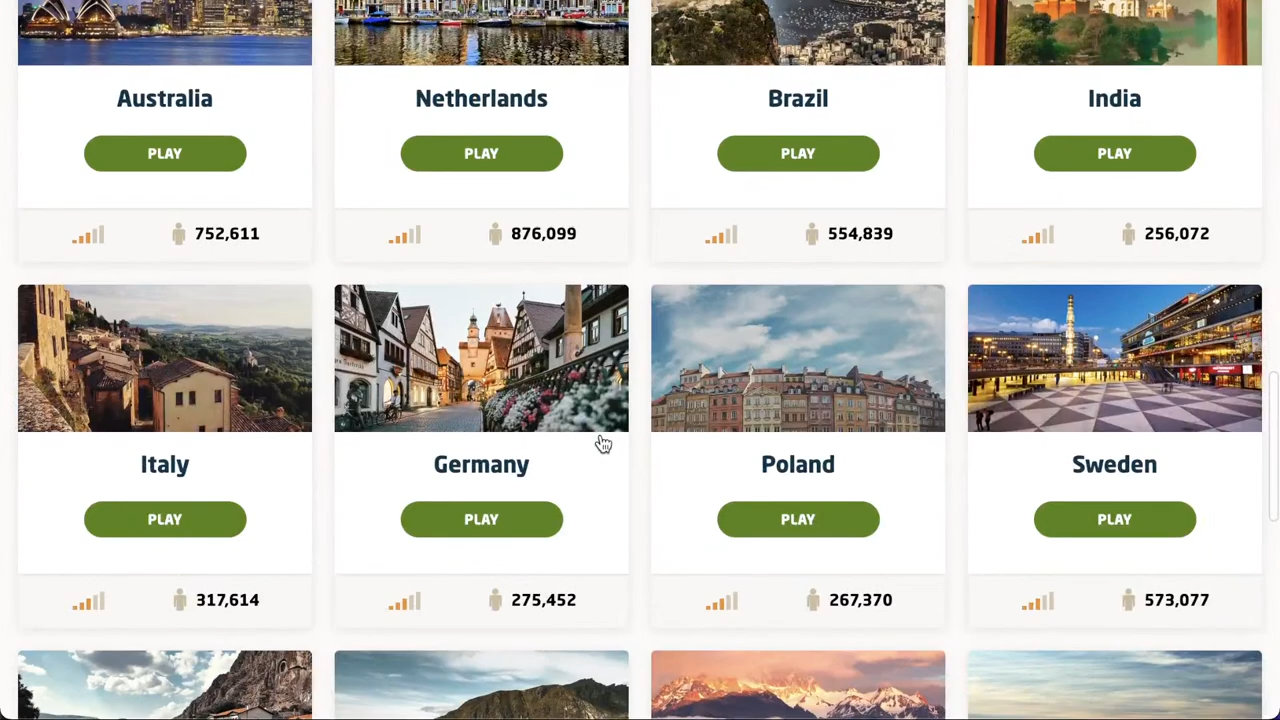 Australia
Netherlands
Brazil
India
PLAY
PLAY
PLAY
PLAY
752,611
876,099
554,839
256,072
Italy
Germany
Poland
Sweden
PLAY
PLAY
PLAY
PLAY
317,614
275,452
267,370
573,077